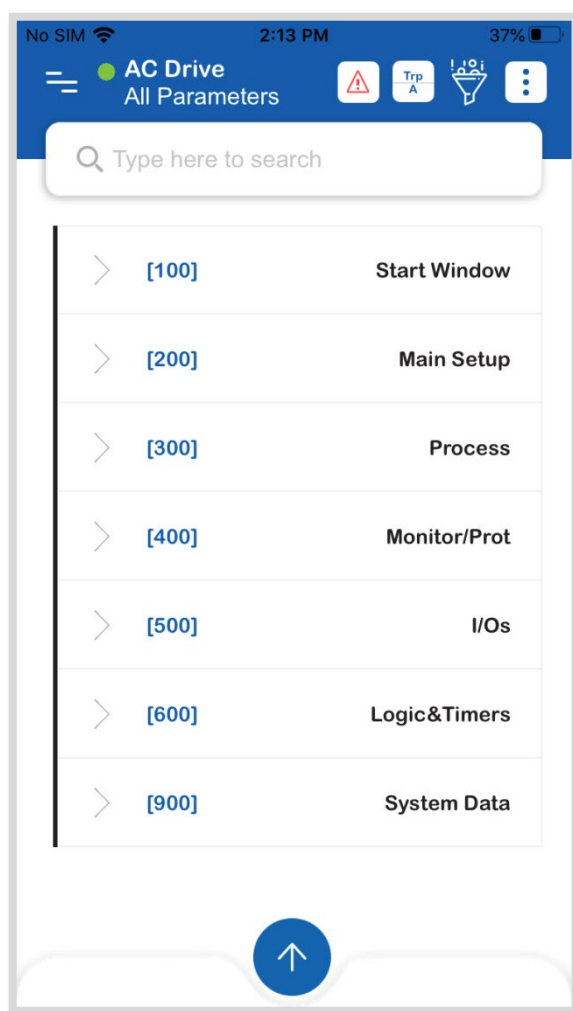 No SIM 2:13 PM 37%
AC Drive
All Parameters
Trp
A
Type here to search
[100] Start Window
[200] Main Setup
[300] Process
[400] Monitor/Prot
[500] I/Os
[600] Logic&Timers
[900] System Data